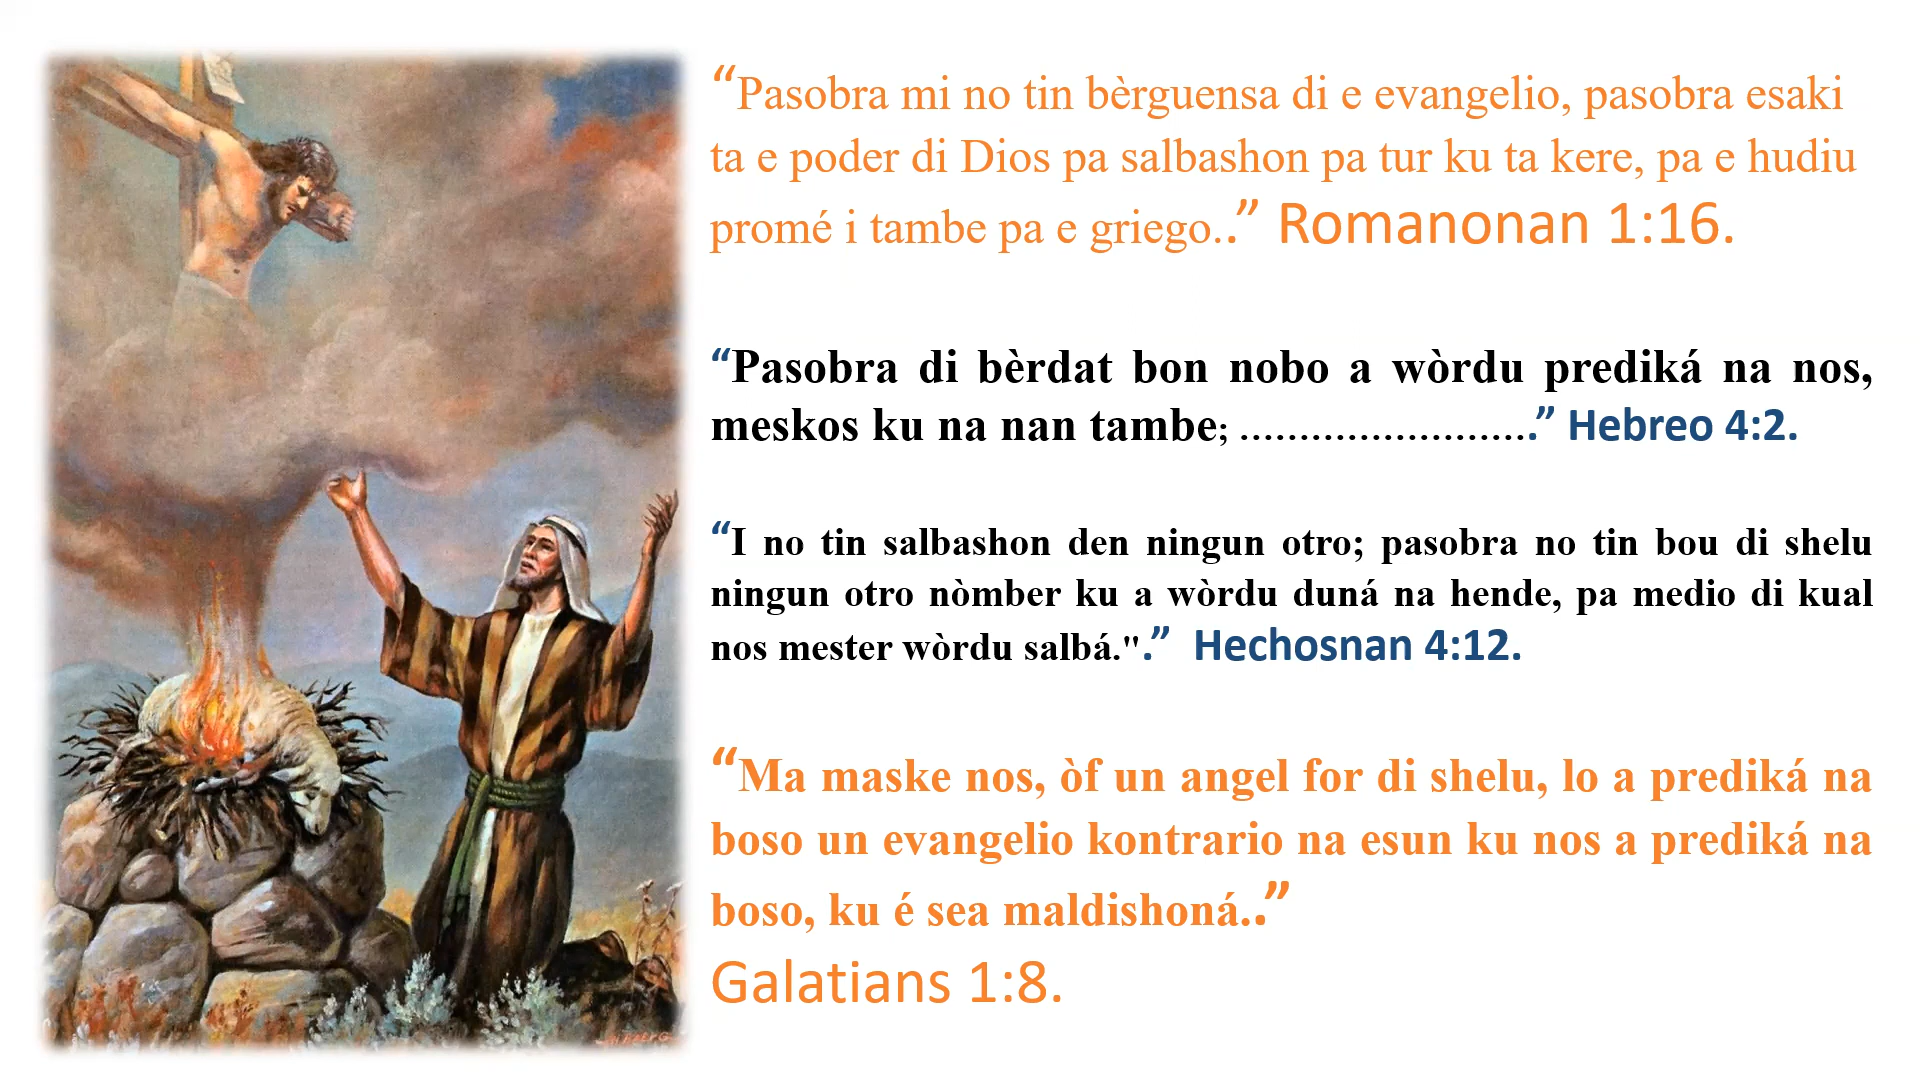 “Pasobra mi no tin bèrguensa di e evangelio, pasobra esaki
ta e poder di Dios pa salbashon pa tur ku ta kere, pa e hudiu
promé i tambe pa e griego..” Romanonan 1:16.
“Pasobra di bèrdat bon nobo a wòrdu prediká na nos,
meskos ku na nan tambe; ........................” Hebreo 4:2.
“I no tin salbashon den ningun otro; pasobra no tin bou di shelu
ningun otro nòmber ku a wòrdu duná na hende, pa medio di kual
nos mester wòrdu salbá.".” Hechosnan 4:12.
“Ma maske nos, òf un angel for di shelu, lo a prediká na
boso un evangelio kontrario na esun ku nos a prediká na
boso, ku é sea maldishoná..”
Galatians 1:8.